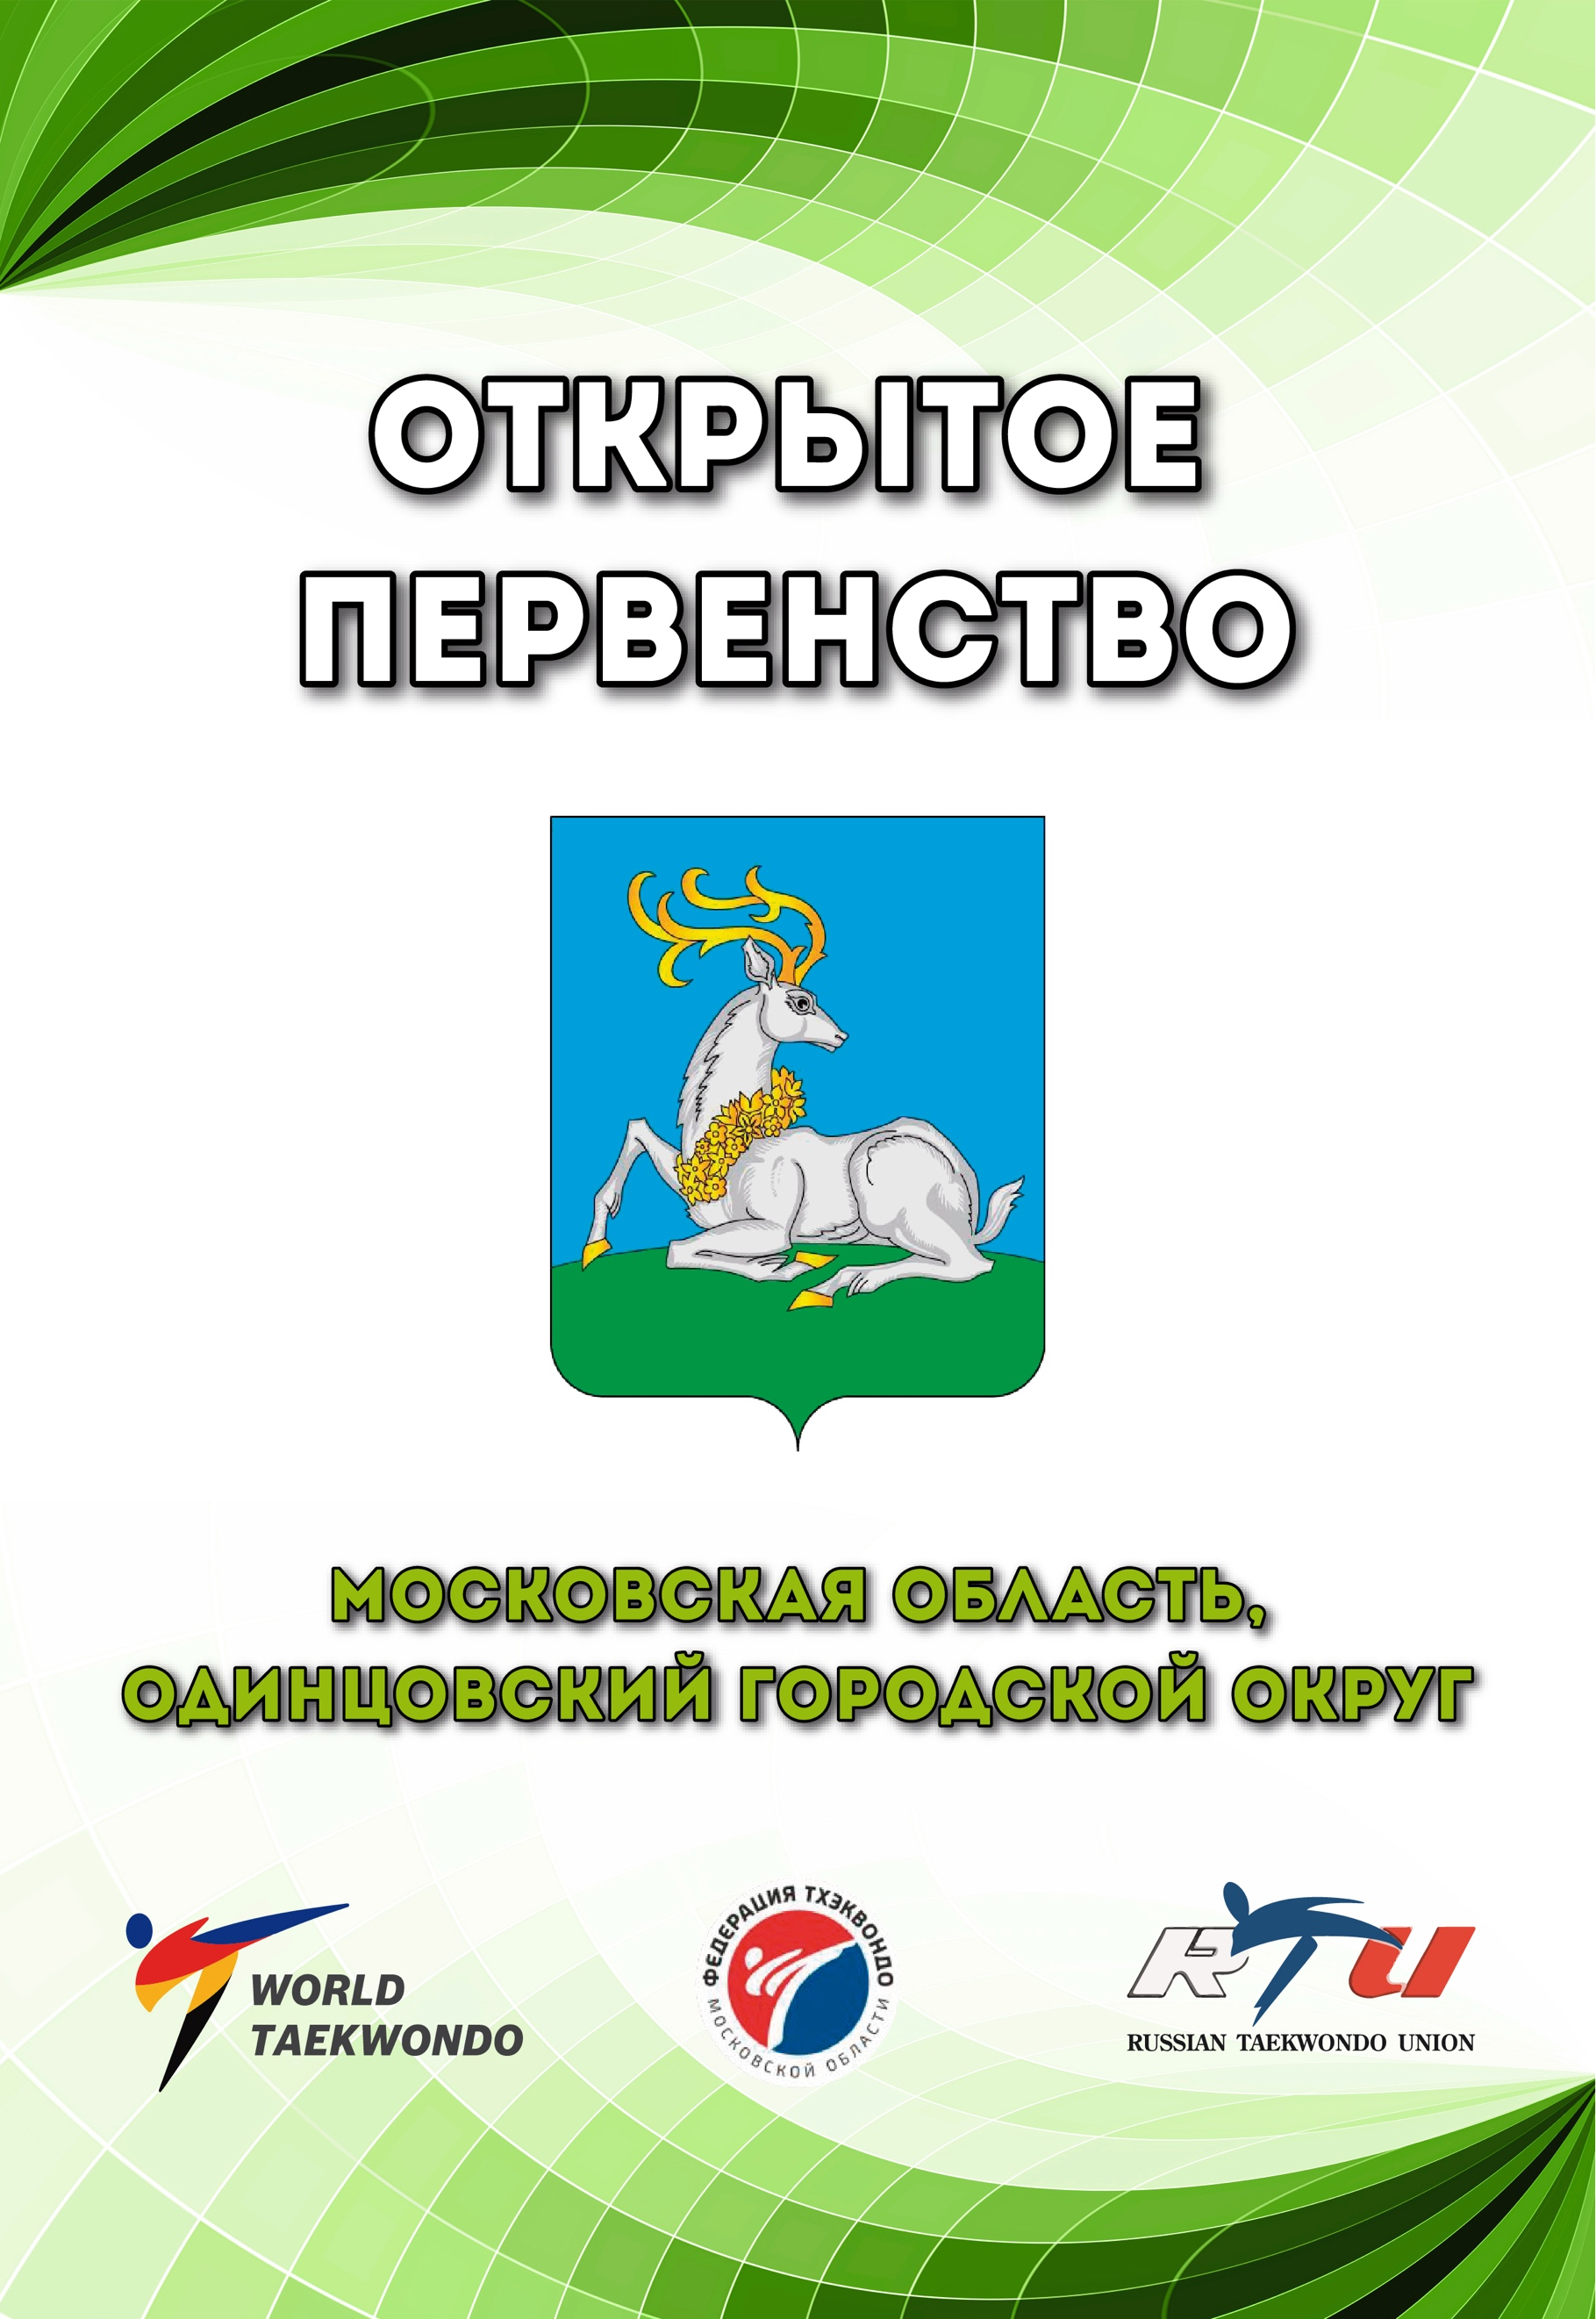 ОТКРЫТОЕ
ПЕРВЕНСТВО
МОСКОВСКАЯ ОБЛАСТЬ,
ОДИНЦОВСКИЙ ГОРОДСКОЙ ОКРУГ
WORLD
TAEKWONDO
ФЕДЕРАЦИЯ ТХЭКВОНДО
МОСКОВСКОЙ ОБЛАСТИ
RTU
RUSSIAN TAEKWONDO UNION